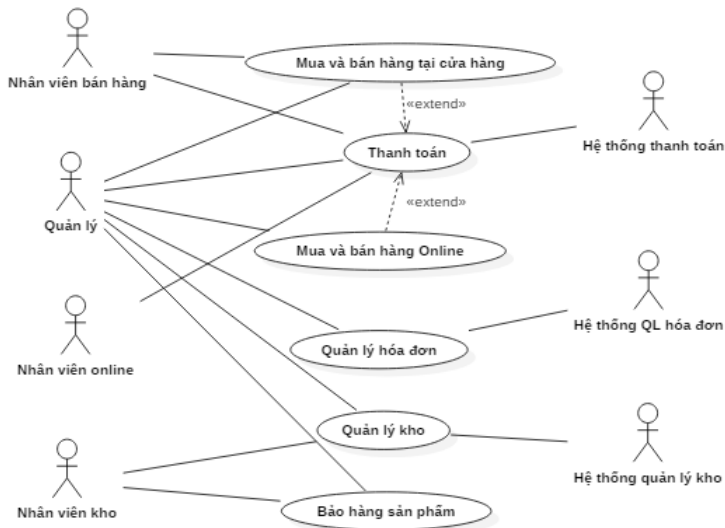 Nhân viên bán hàng
Mua và bán hàng tại cửa hàng
«extend»
Thanh toán
Hệ thống thanh toán
Quản lý
«extend»
Mua và bán hàng Online
Nhân viên online
Quản lý hóa đơn
Hệ thống QL hóa đơn
Quản lý kho
Hệ thống quản lý kho
Nhân viên kho
Bảo hàng sản phẩm